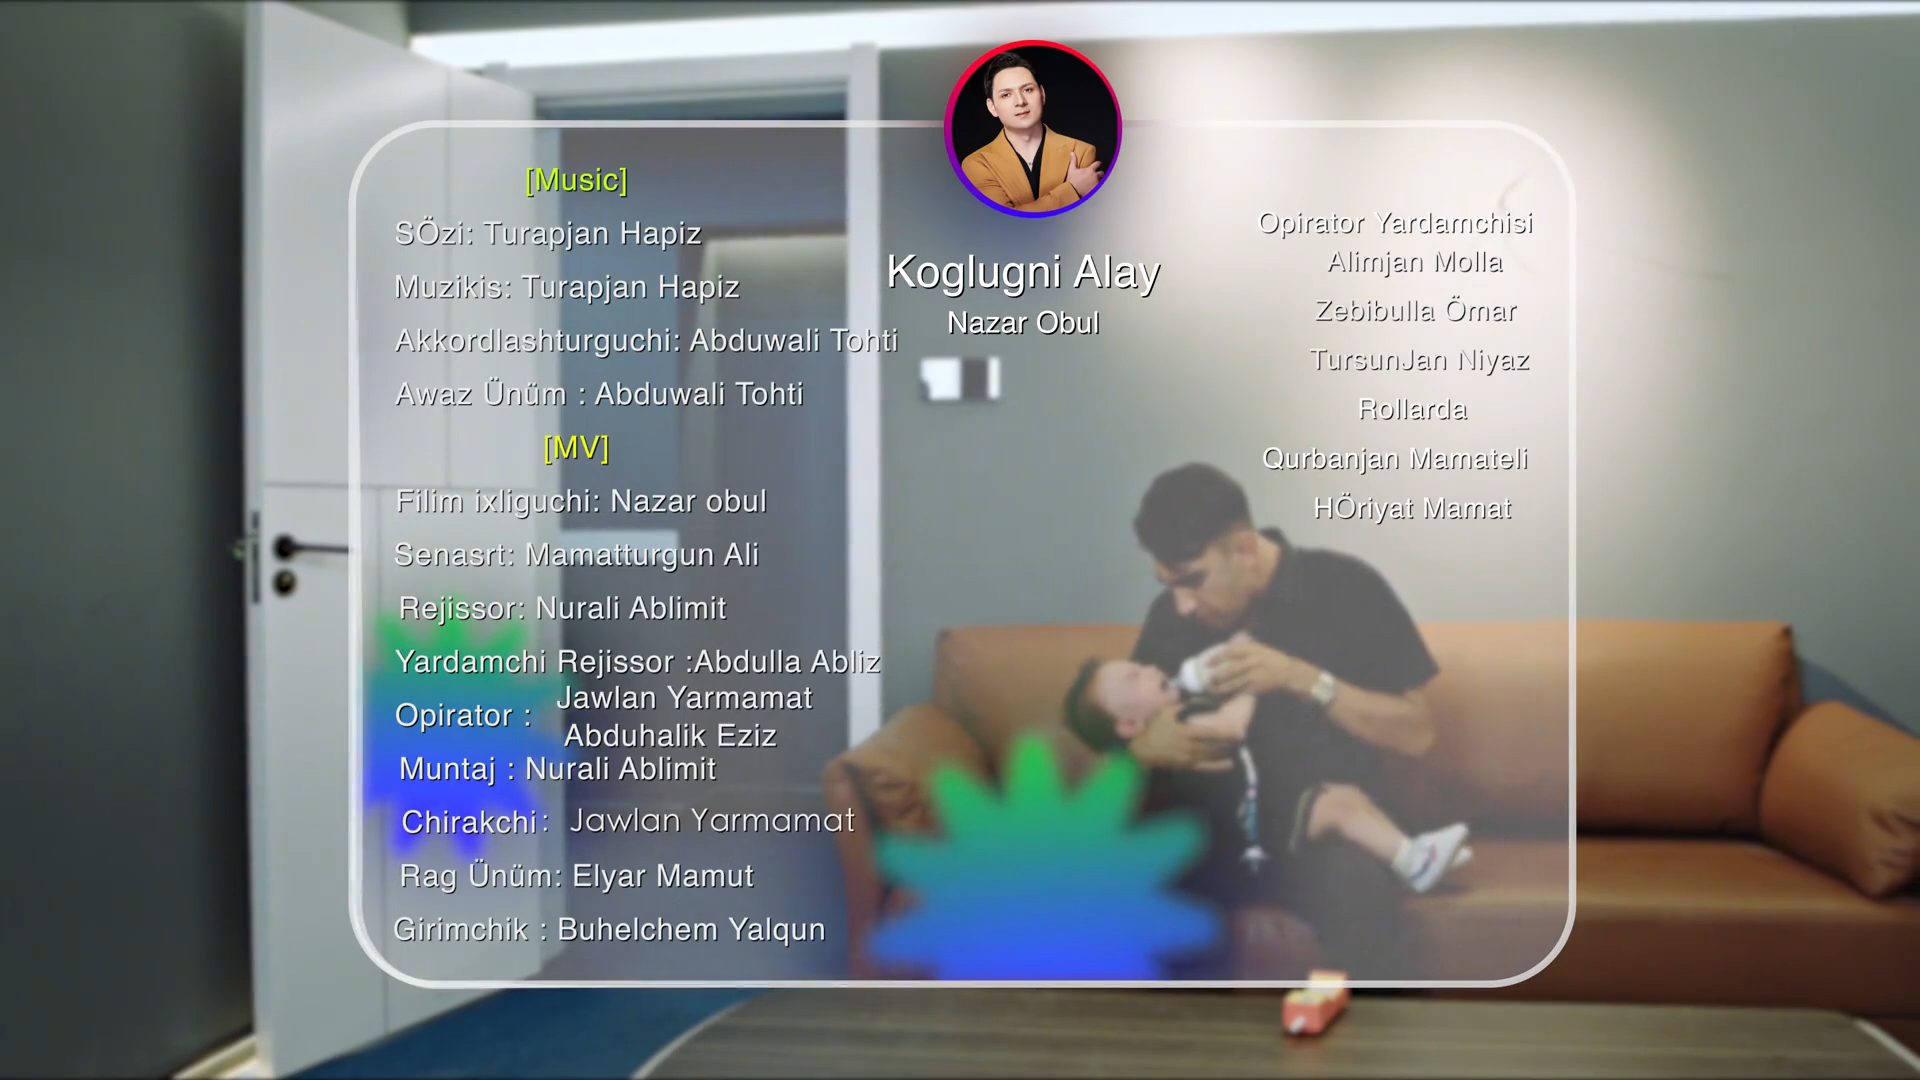 [Music]
SÖzi: Turapjan Hapiz
Muzikis: Turapjan Hapiz
Akkordlashturguchi: Abduwali Tohti
Awaz Ünüm : Abduwali Tohti
[MV]
Filim ixliguchi: Nazar obul
Senasrt: Mamatturgun Ali
Rejissor: Nurali Ablimit
Yardamchi Rejissor :Abdulla Abliz
Opirator : Jawlan Yarmamat
Abduhalik Eziz
Muntaj : Nurali Ablimit
Chirakchi: Jawlan Yarmamat
Rag Ünüm: Elyar Mamut
Girimchik : Buhelchem Yalqun
Koglugni Alay
Nazar Obul
Opirator Yardamchisi
Alimjan Molla
Zebibulla Ömar
TursunJan Niyaz
Rollarda
Qurbanjan Mamateli
HÖriyat Mamat